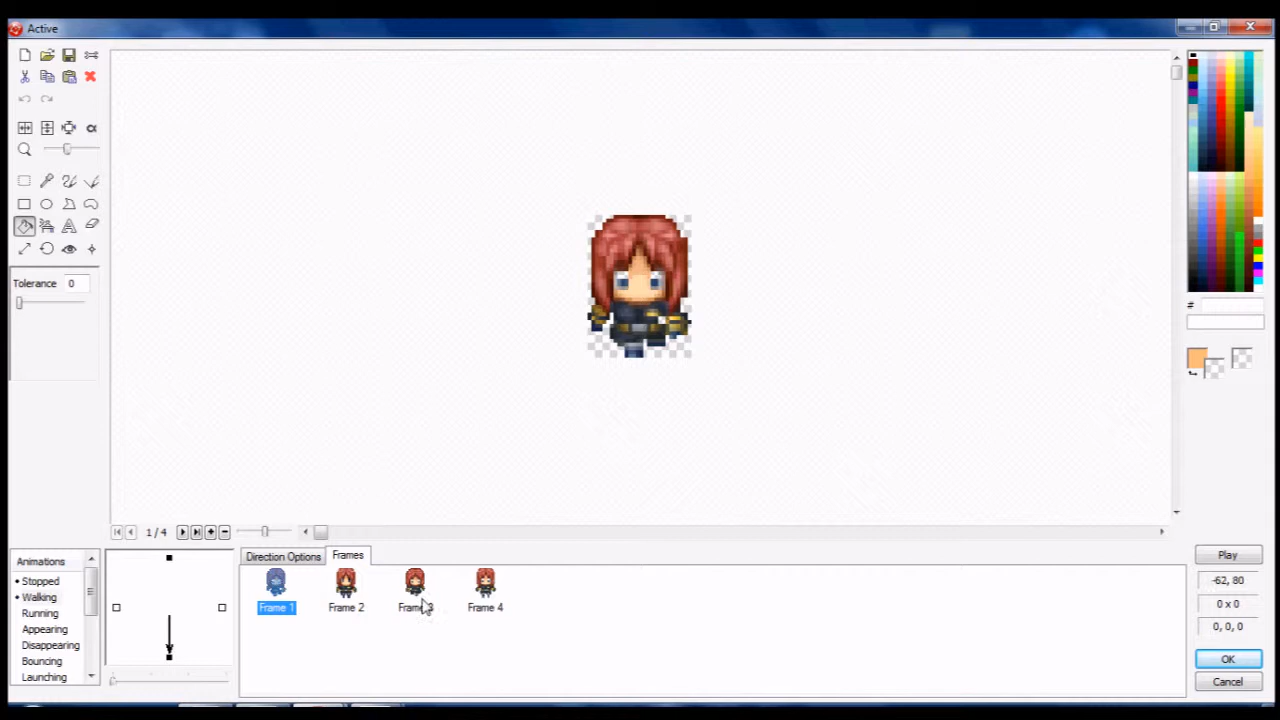 Active
Tolerance 0
#
1 / 4
Animations
Stopped
Walking
Running
Appearing
Disappearing
Bouncing
Launching
Direction Options Frames
Frame 1 Frame 2 Frame 3 Frame 4
Play
-62, 80
0 x 0
0, 0, 0
OK
Cancel